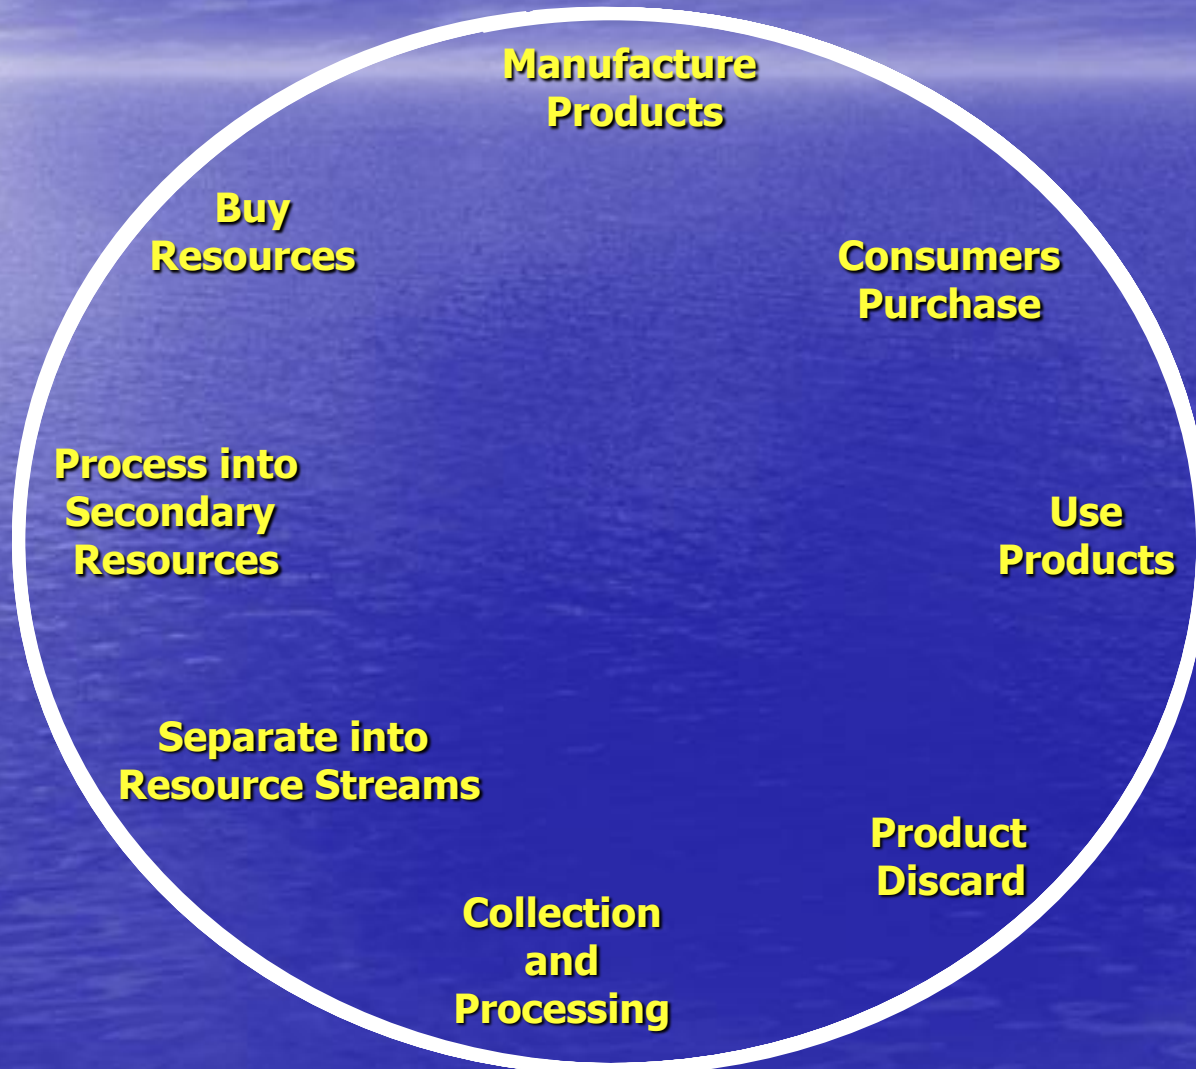 Manufacture
Products
Buy
Resources
Consumers
Purchase
Process into
Secondary
Resources
Use
Products
Separate into
Resource Streams
Product
Discard
Collection
and
Processing